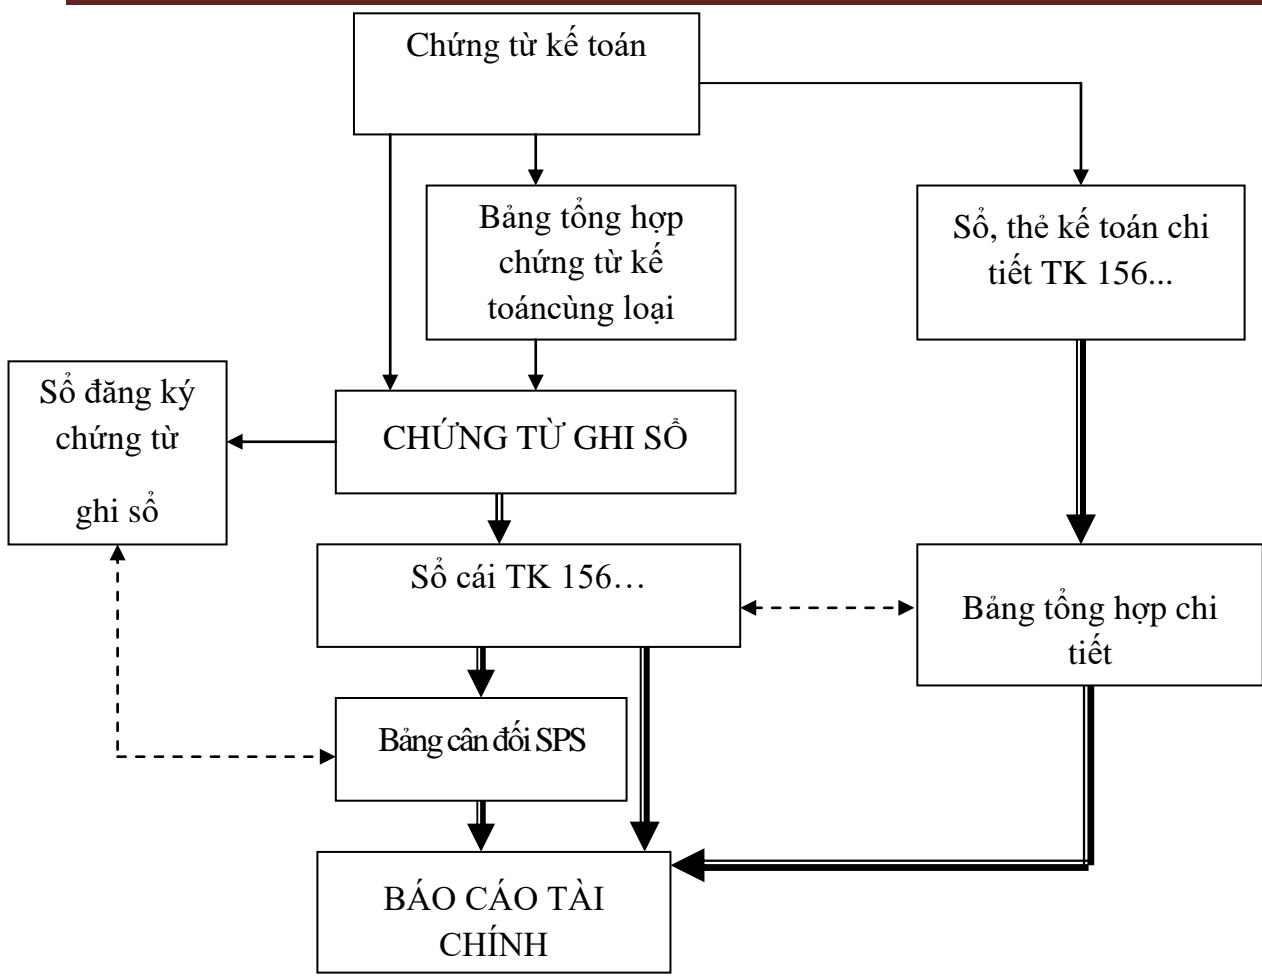 Chứng từ kế toán
Bảng tổng hợp
chứng từ kế
toáncùng loại
Sổ, thẻ kế toán chi
tiết TK 156...
Sổ đăng ký
chứng từ
ghi sổ
CHỨNG TỪ GHI SỔ
Sổ cái TK 156…
Bảng tổng hợp chi
tiết
Bảng cân đối SPS
BÁO CÁO TÀI
CHÍNH